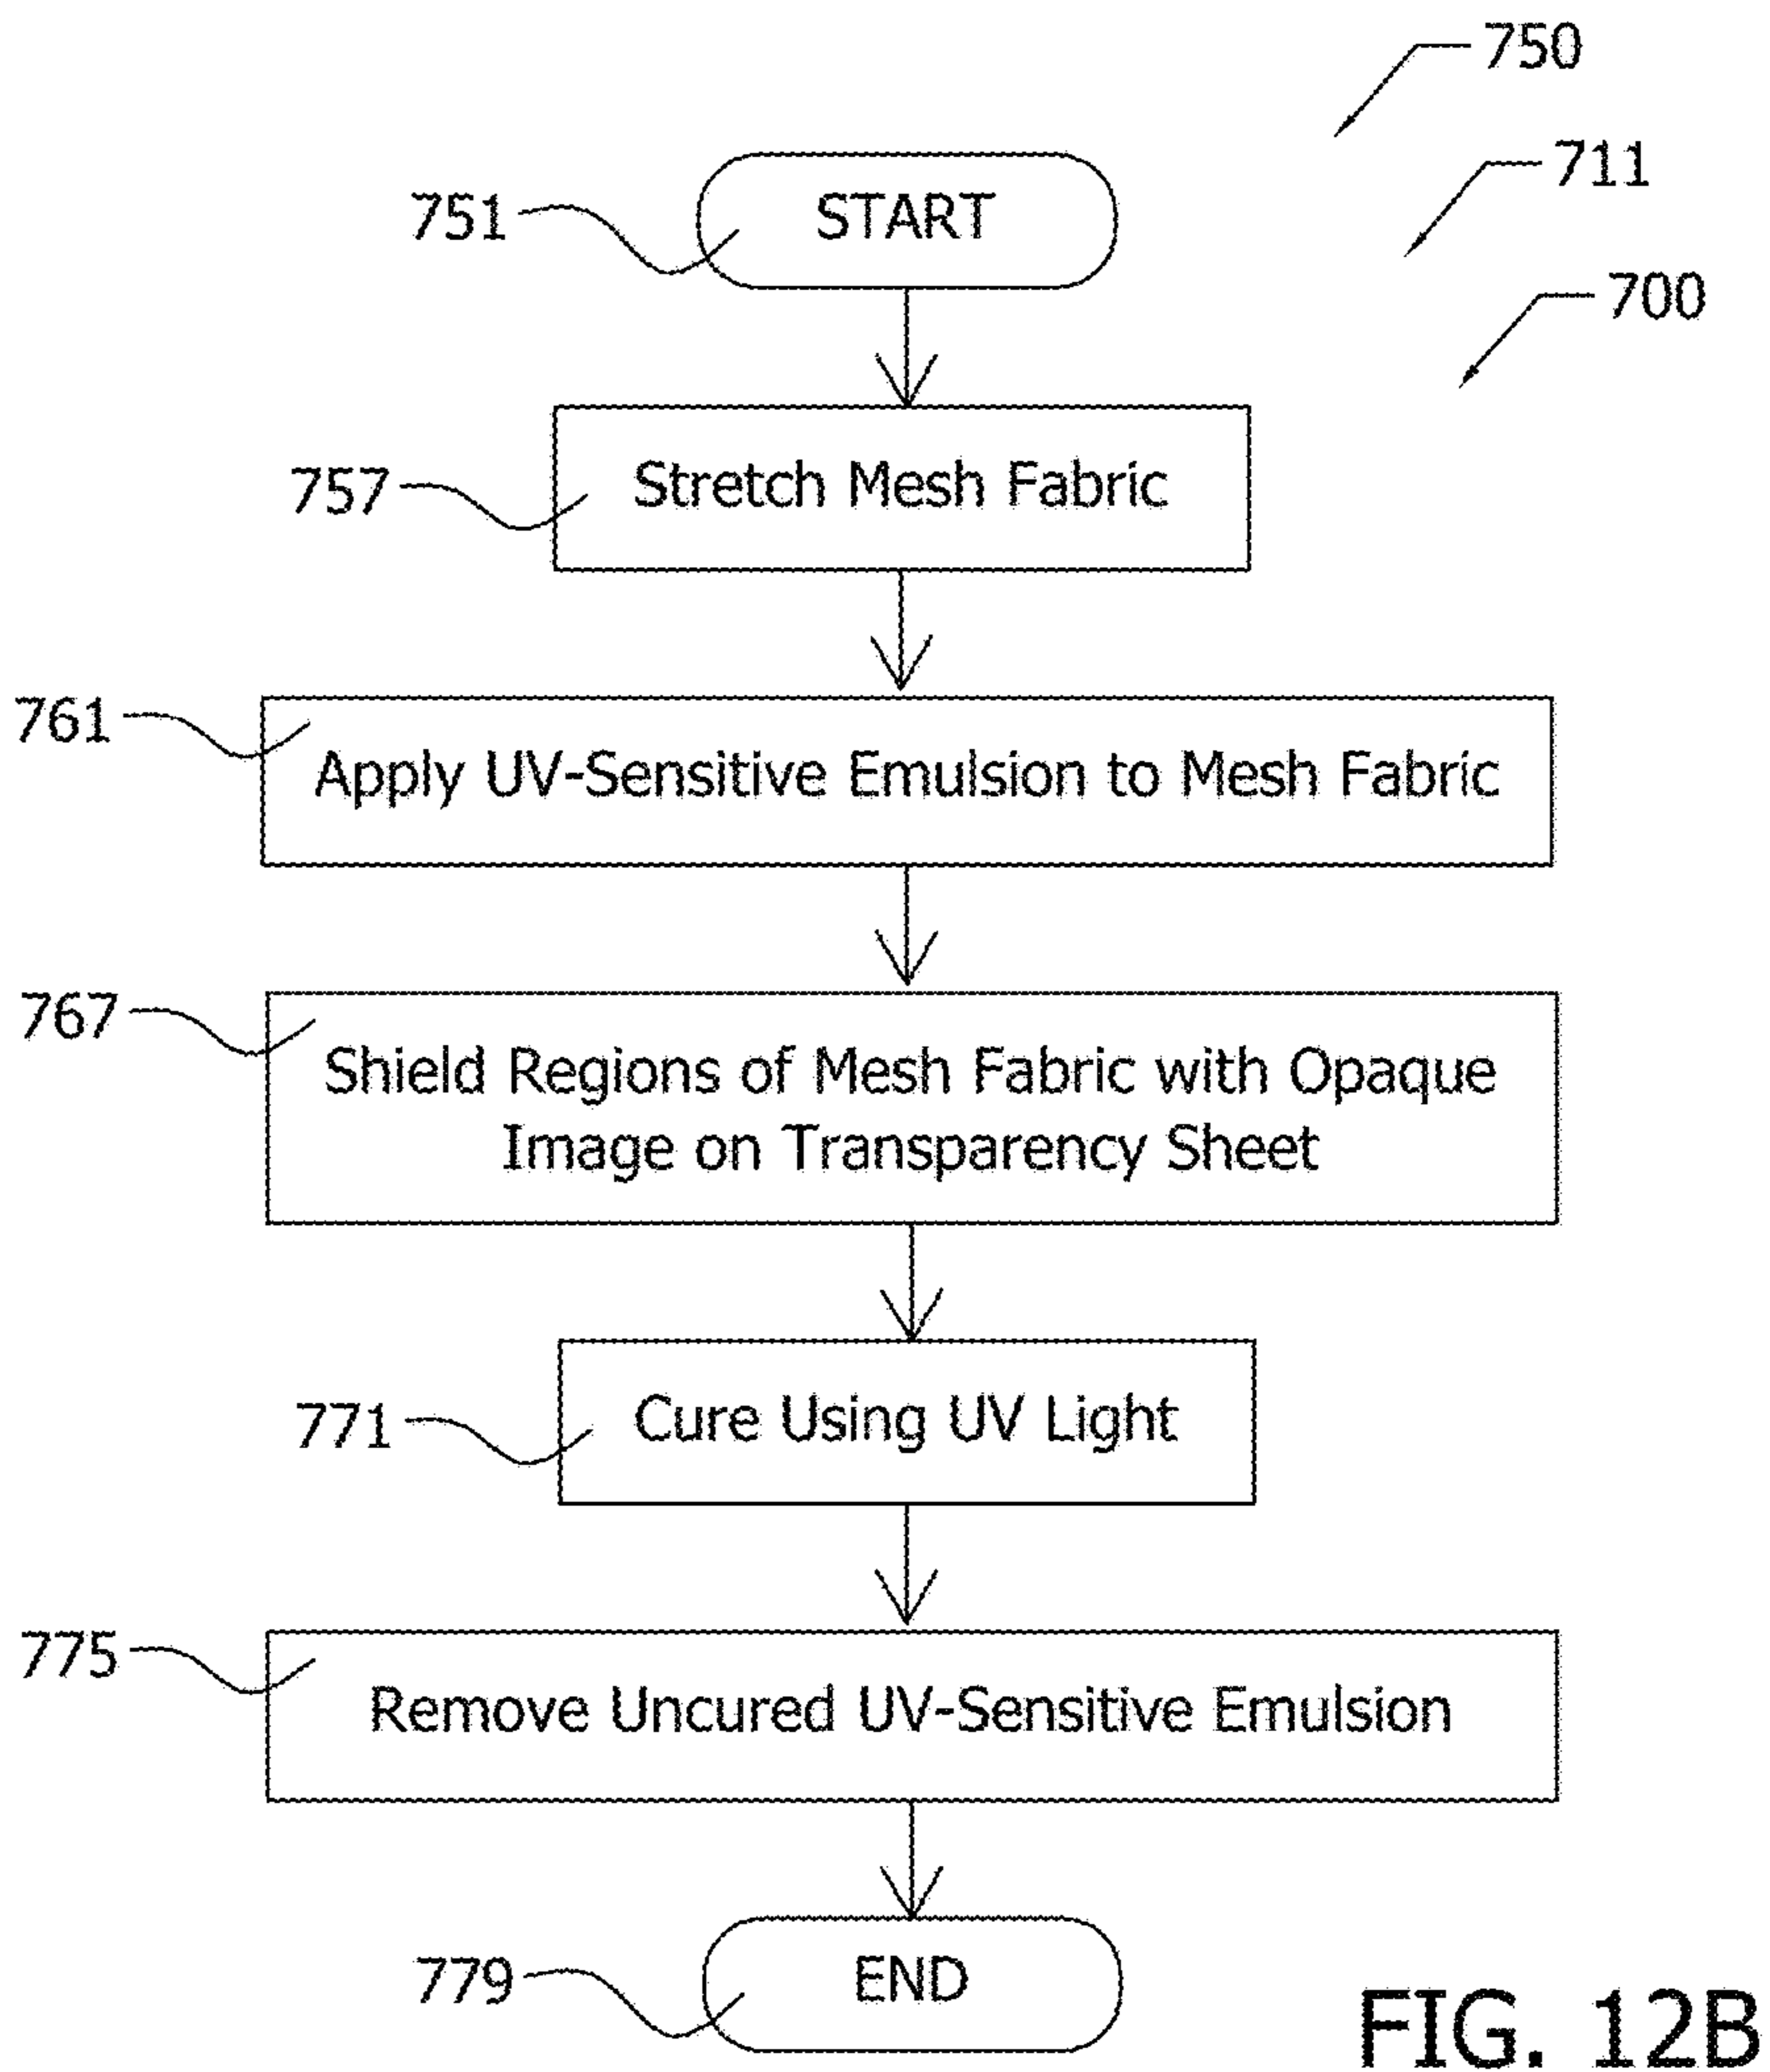 750
711
751
START
700
757
Stretch Mesh Fabric
761
Apply UV-Sensitive Emulsion to Mesh Fabric
767
Shield Regions of Mesh Fabric with Opaque
Image on Transparency Sheet
771
Cure Using UV Light
775
Remove Uncured UV-Sensitive Emulsion
779
END
FIG. 12B